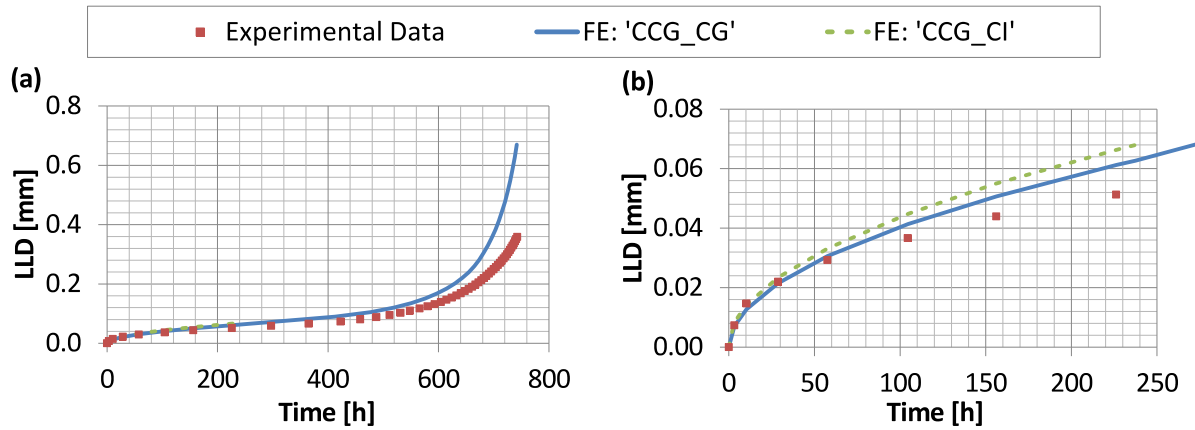 Experimental Data FE: 'CCG_CG' FE: 'CCG_CI'
(a)
0.8
0.6
0.4
0.2
0.0
LLD [mm]
0 200 400 600 800
Time [h]
(b)
0.08
0.06
0.04
0.02
0.00
LLD [mm]
0 50 100 150 200 250
Time [h]